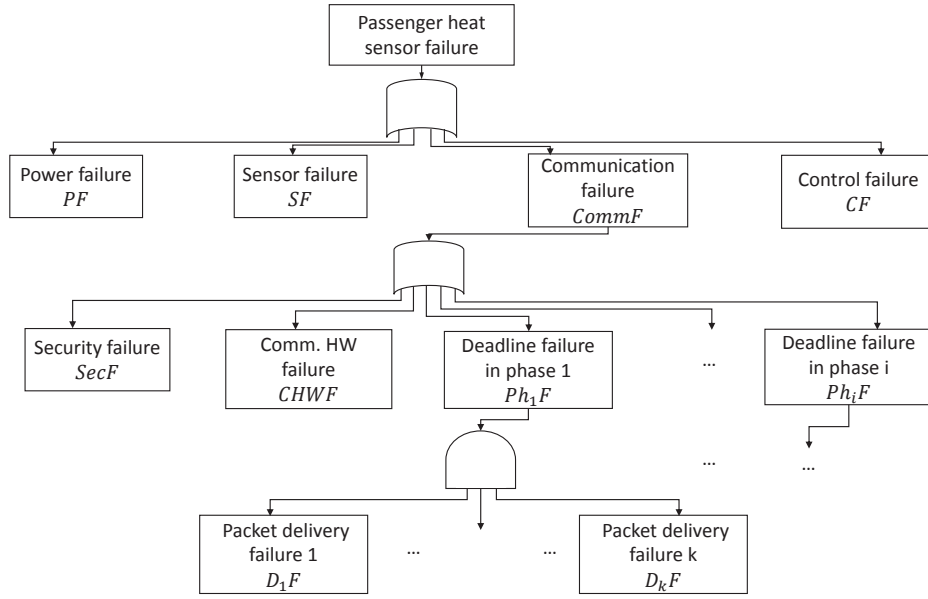 Passenger heat
sensor failure
Power failure
PF
Sensor failure
SF
Communication
failure
CommF
Control failure
CF
Security failure
SecF
Comm. HW
failure
CHWF
Deadline failure
in phase 1
Ph₁F
...
Deadline failure
in phase i
PhᵢF
...
...
Packet delivery
failure 1
D₁F
...
...
Packet delivery
failure k
DₖF